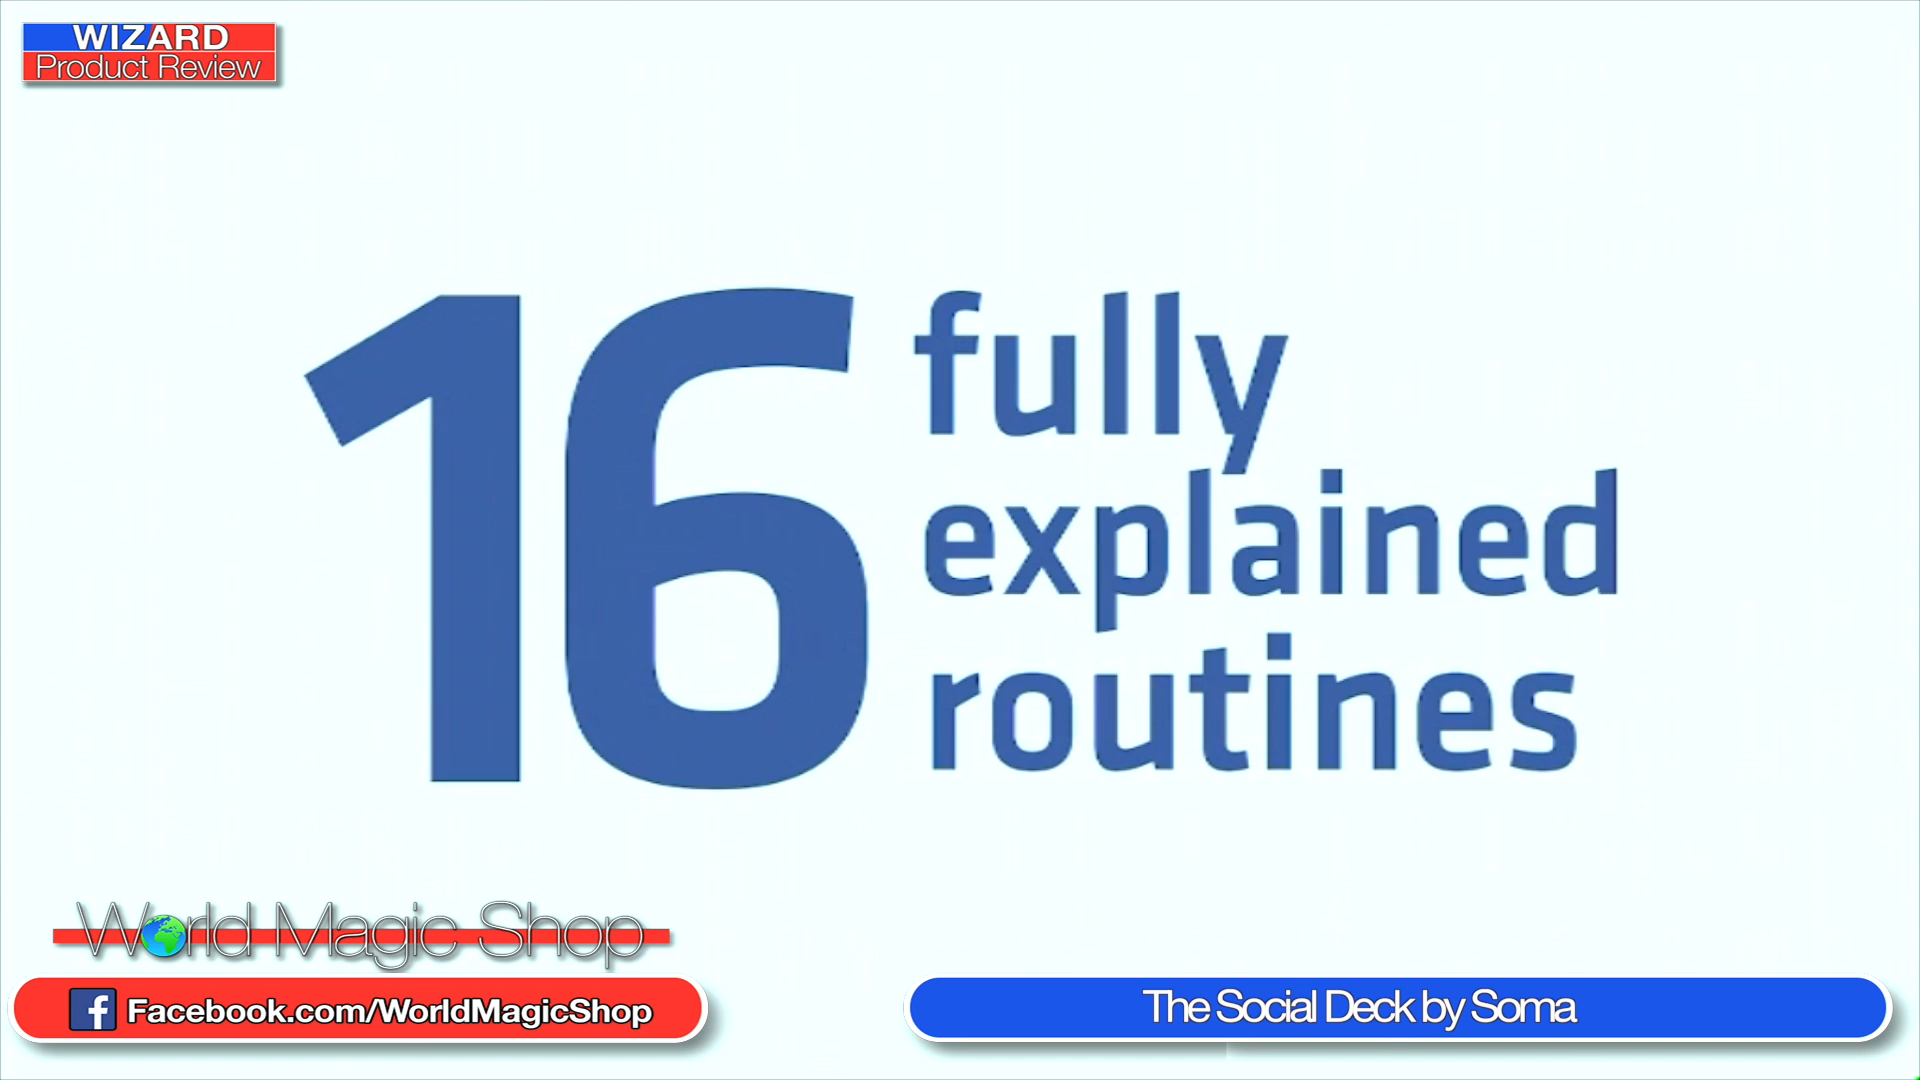 WIZARD
Product Review
16 fully
explained
routines
World Magic Shop
Facebook.com/WorldMagicShop
The Social Deck by Soma